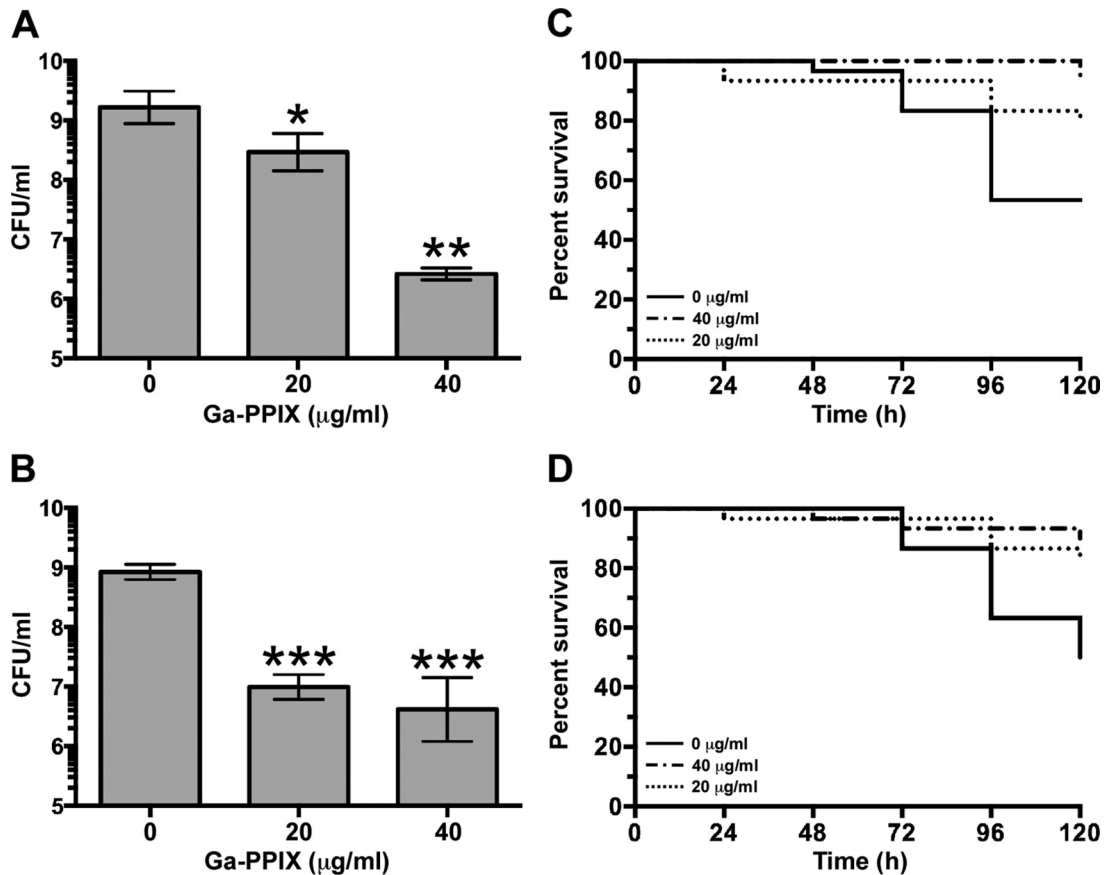 A
CFU/ml
10
9
8
7
6
5
*
**
0 20 40
Ga-PPIX (μg/ml)
C
Percent survival
100
80
60
40
20
0
0 μg/ml
40 μg/ml
20 μg/ml
0 24 48 72 96 120
Time (h)
B
CFU/ml
10
9
8
7
6
5
***
***
0 20 40
Ga-PPIX (μg/ml)
D
Percent survival
100
80
60
40
20
0
0 μg/ml
40 μg/ml
20 μg/ml
0 24 48 72 96 120
Time (h)